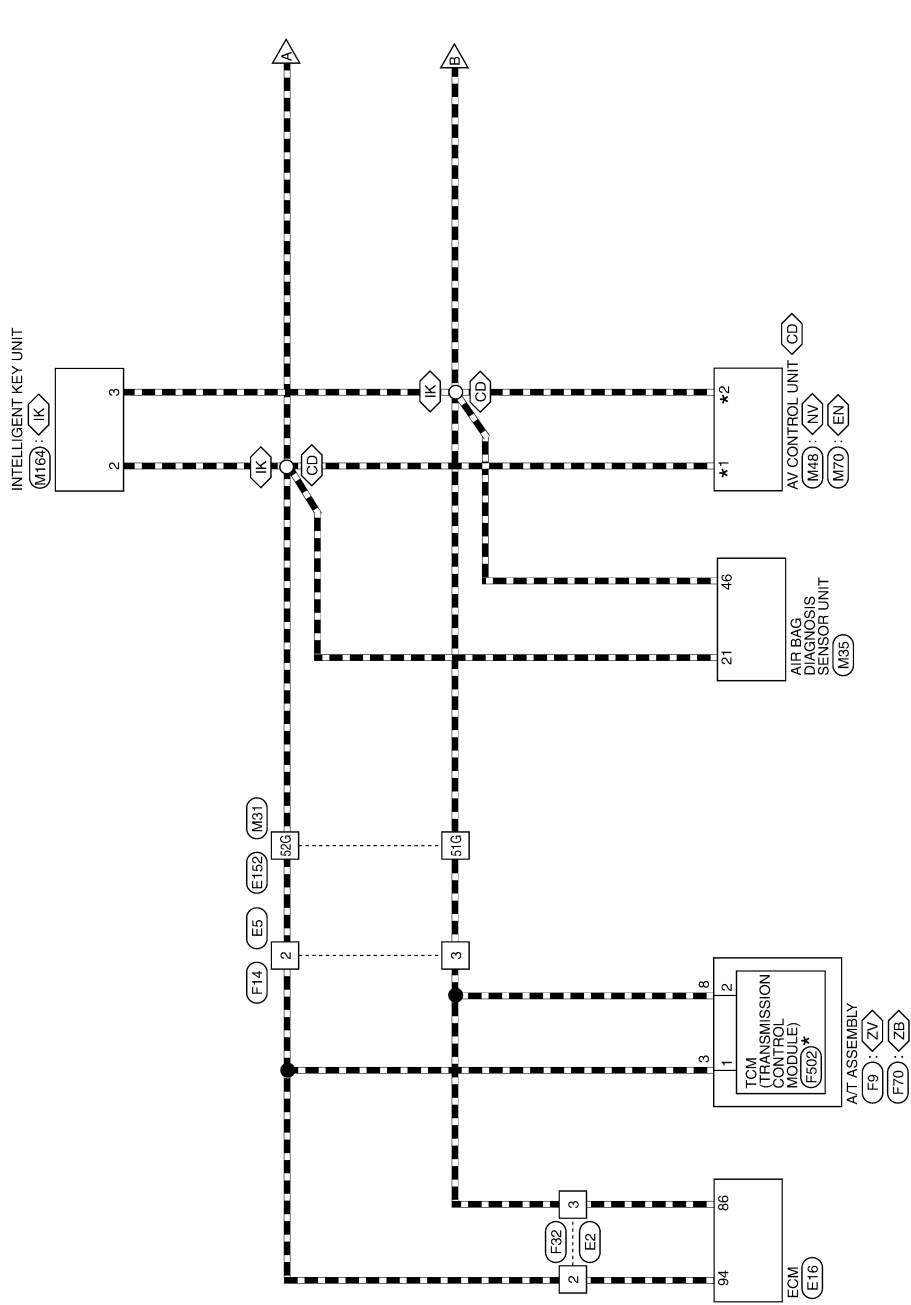 INTELLIGENT KEY UNIT
M164 : IK
2
3
A
B
IK
CD
IK
CD
*1
*2
AV CONTROL UNIT CD
M48 : NV
M70 : EN
21
46
AIR BAG
DIAGNOSIS
SENSOR UNIT
M35
E152
M31
52G
51G
F14
E5
2
3
3
8
1
2
TCM
(TRANSMISSION
CONTROL
MODULE)
F502 *
A/T ASSEMBLY
F9 : ZV
F70 : ZB
F32
E2
2
3
94
86
ECM
E16